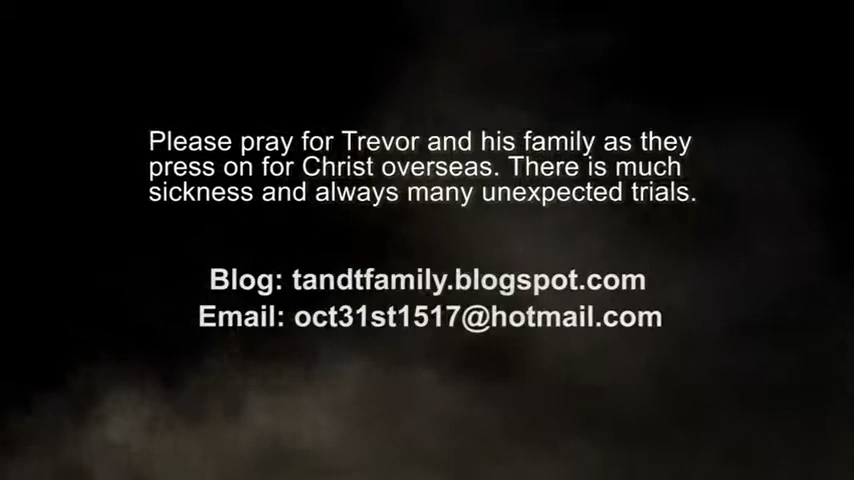 Please pray for Trevor and his family as they
press on for Christ overseas. There is much
sickness and always many unexpected trials.
Blog: tandtfamily.blogspot.com
Email: oct31st1517@hotmail.com